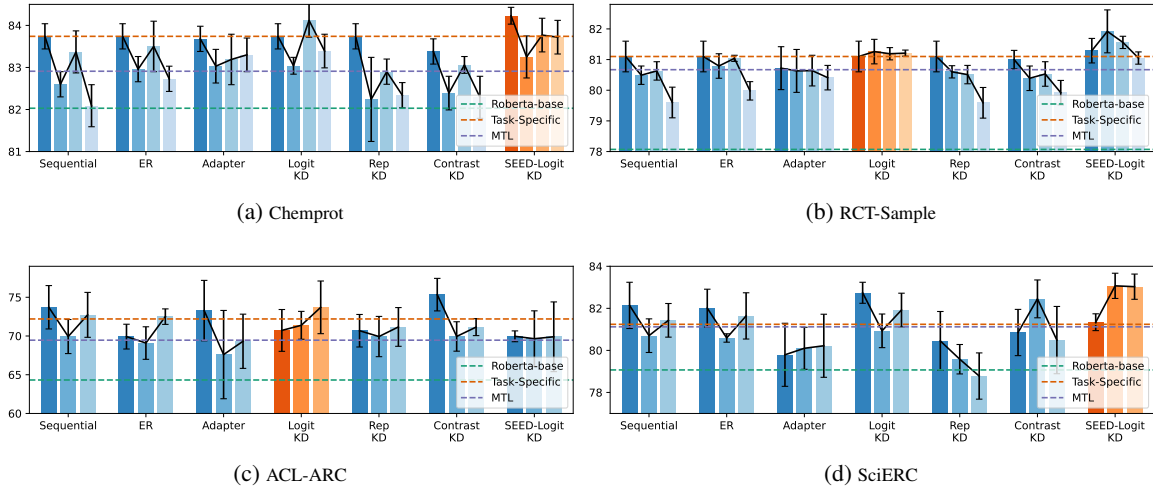 84
83
82
81
Roberta-base
Task-Specific
MTL
Sequential ER Adapter Logit KD Rep KD Contrast KD SEED-Logit KD
(a) Chemprot
82
81
80
79
78
Roberta-base
Task-Specific
MTL
Sequential ER Adapter Logit KD Rep KD Contrast KD SEED-Logit KD
(b) RCT-Sample
75
70
65
60
Roberta-base
Task-Specific
MTL
Sequential ER Adapter Logit KD Rep KD Contrast KD SEED-Logit KD
(c) ACL-ARC
84
82
80
78
Roberta-base
Task-Specific
MTL
Sequential ER Adapter Logit KD Rep KD Contrast KD SEED-Logit KD
(d) SciERC